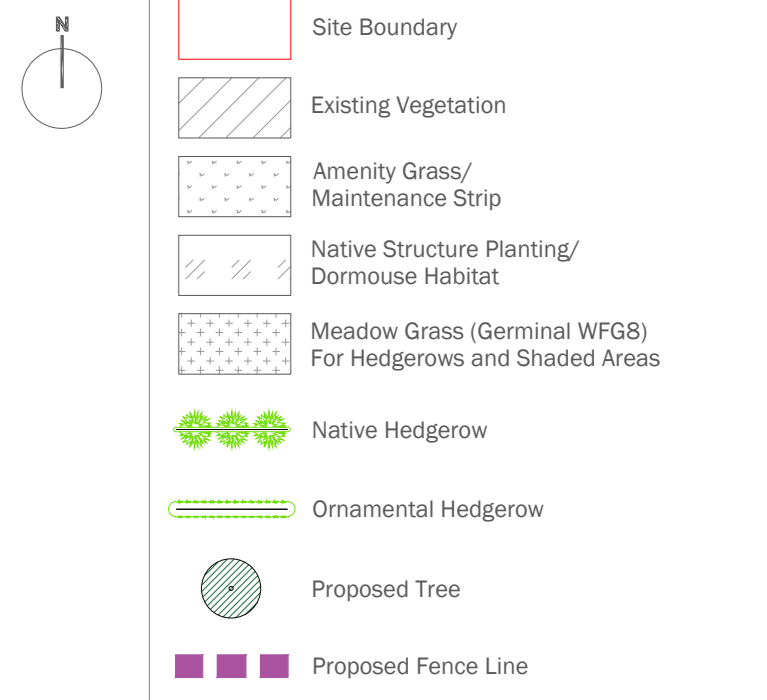 N
Site Boundary
Existing Vegetation
Amenity Grass/
Maintenance Strip
Native Structure Planting/
Dormouse Habitat
Meadow Grass (Germinal WFG8)
For Hedgerows and Shaded Areas
Native Hedgerow
Ornamental Hedgerow
Proposed Tree
Proposed Fence Line